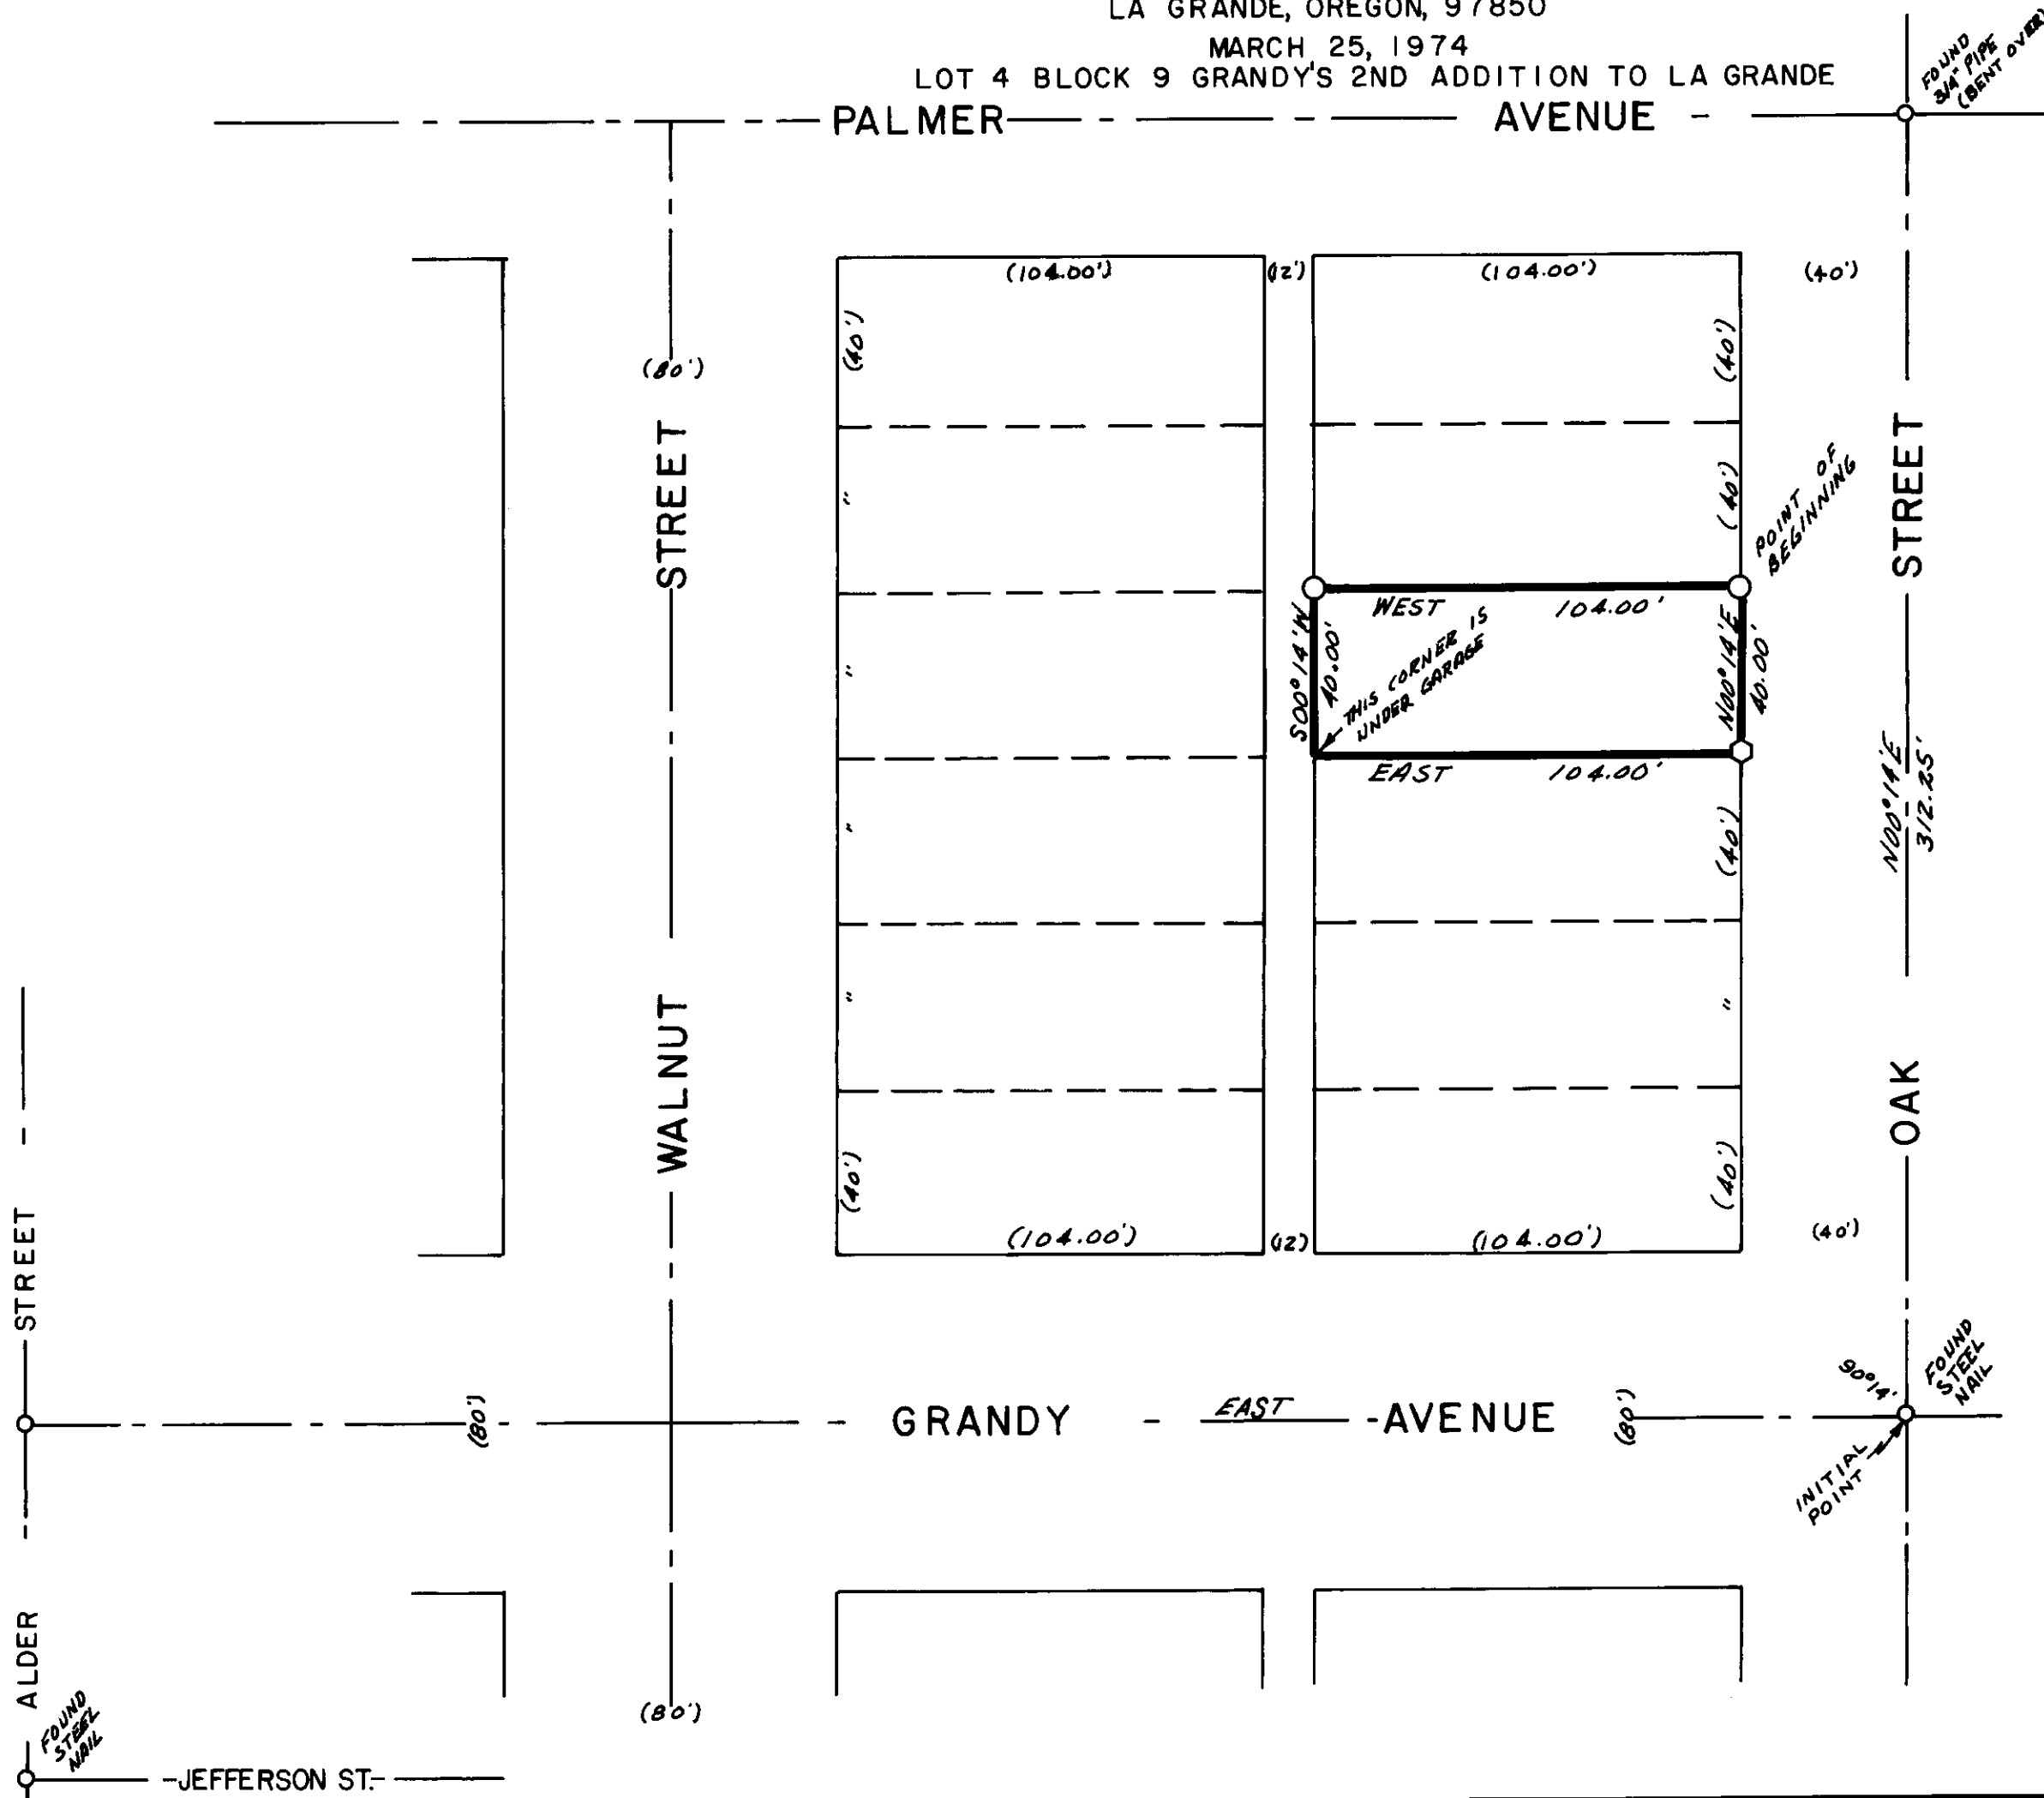 LA GRANDE, OREGON, 97850
MARCH 25, 1974
LOT 4 BLOCK 9 GRANDY'S 2ND ADDITION TO LA GRANDE
FOUND
3/4" PIPE
(BENT OVER)
PALMER AVENUE
(104.00') (12') (104.00') (40')
(40') (40')
(80')
STREET
(40')
POINT OF
BEGINNING
STREET
"
WEST 104.00'
S00°14'W
40.00'
THIS CORNER IS
UNDER GARAGE
N00°14'E
40.00'
"
EAST 104.00'
N00°14'E
312.25'
"
(40')
WALNUT
"
"
OAK
(40')
(40')
(104.00') (12) (104.00') (40')
STREET
90°14'
FOUND
STEEL
NAIL
(80')
GRANDY EAST AVENUE
(80')
INITIAL
POINT
ALDER
(80')
FOUND
STEEL
NAIL
JEFFERSON ST.